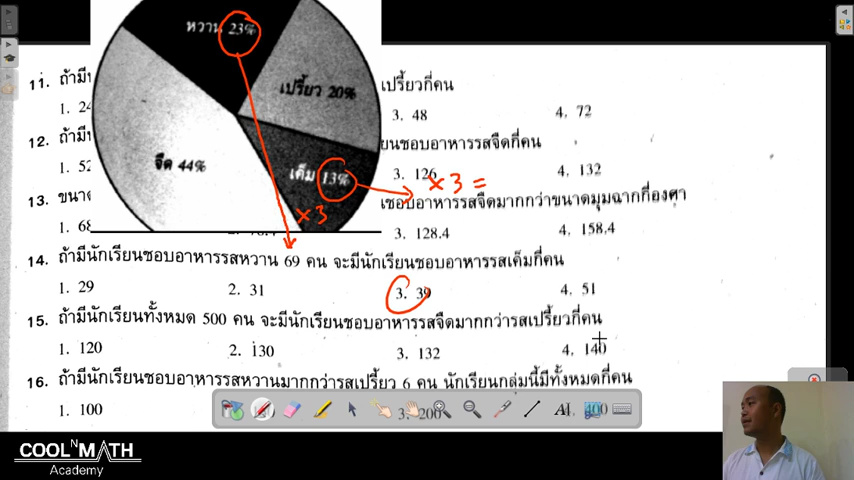 หวาน 23%
เปรี้ยว 20%
จืด 44%
เค็ม 13%
×3 =
×3
11. ถ้ามี
เปรี้ยวกี่คน
1. 24
3. 48
4. 72
12. ถ้ามี
ยนชอบอาหารรสจืดกี่คน
1. 52
3. 126
4. 132
13. ขนาด
เชอบอาหารรสจืดมากกว่าขนาดมุมฉากกี่องศา
1. 68
3. 128.4
4. 158.4
14. ถ้ามีนักเรียนชอบอาหารรสหวาน 69 คน จะมีนักเรียนชอบอาหารรสเค็มกี่คน
1. 29 2. 31 3. 39 4. 51
15. ถ้ามีนักเรียนทั้งหมด 500 คน จะมีนักเรียนชอบอาหารรสจืดมากกว่ารสเปรี้ยวกี่คน
1. 120 2. 130 3. 132 4. 140
16. ถ้ามีนักเรียนชอบอาหารรสหวานมากกว่ารสเปรี้ยว 6 คน นักเรียนกลุ่มนี้มีทั้งหมดกี่คน
1. 100 3. 200 4. 400
COOL N MATH
Academy